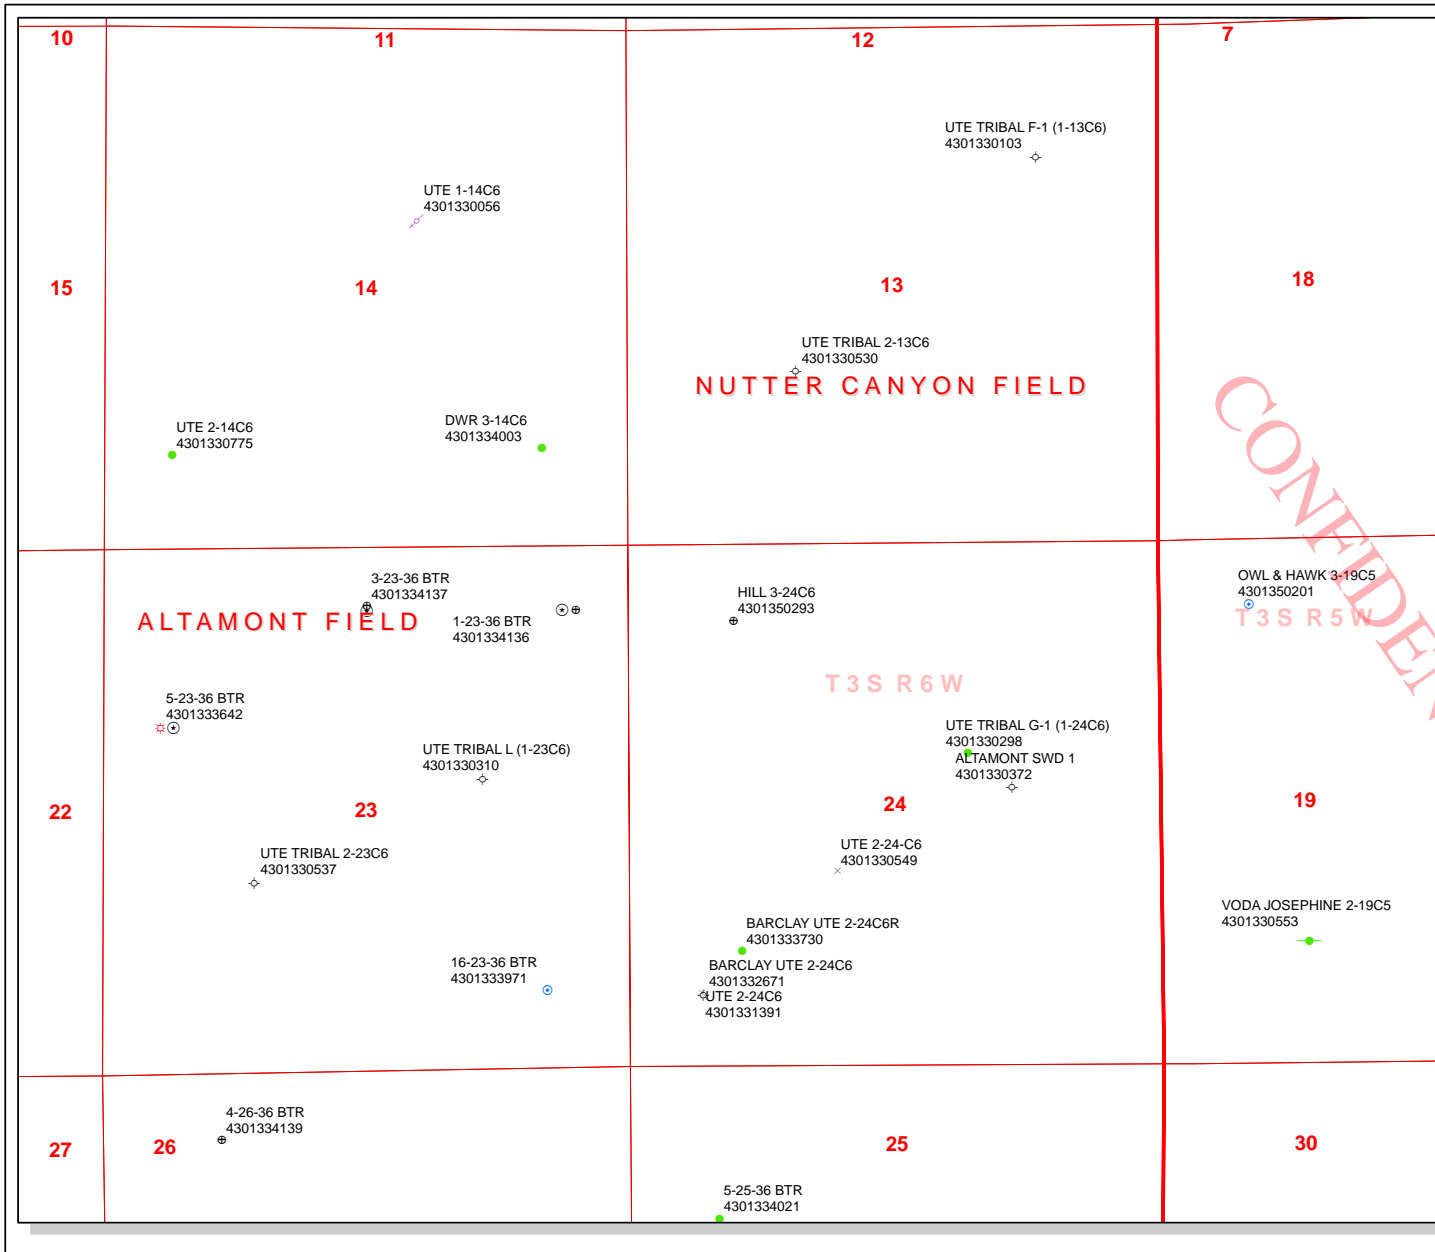 10
11
12
7
UTE TRIBAL F-1 (1-13C6)
4301330103
UTE 1-14C6
4301330056
15
14
13
18
UTE TRIBAL 2-13C6
4301330530
NUTTER CANYON FIELD
UTE 2-14C6
4301330775
DWR 3-14C6
4301334003
CONFIDEN
3-23-36 BTR
4301334137
1-23-36 BTR
4301334136
HILL 3-24C6
4301350293
OWL & HAWK 3-19C5
4301350201
ALTAMONT FIELD
T3S R5W
T3S R6W
5-23-36 BTR
4301333642
UTE TRIBAL L (1-23C6)
4301330310
UTE TRIBAL G-1 (1-24C6)
4301330298
ALTAMONT SWD 1
4301330372
22
23
24
19
UTE TRIBAL 2-23C6
4301330537
UTE 2-24-C6
4301330549
VODA JOSEPHINE 2-19C5
4301330553
BARCLAY UTE 2-24C6R
4301333730
16-23-36 BTR
4301333971
BARCLAY UTE 2-24C6
4301332671
UTE 2-24C6
4301331391
4-26-36 BTR
4301334139
27
26
25
30
5-25-36 BTR
4301334021